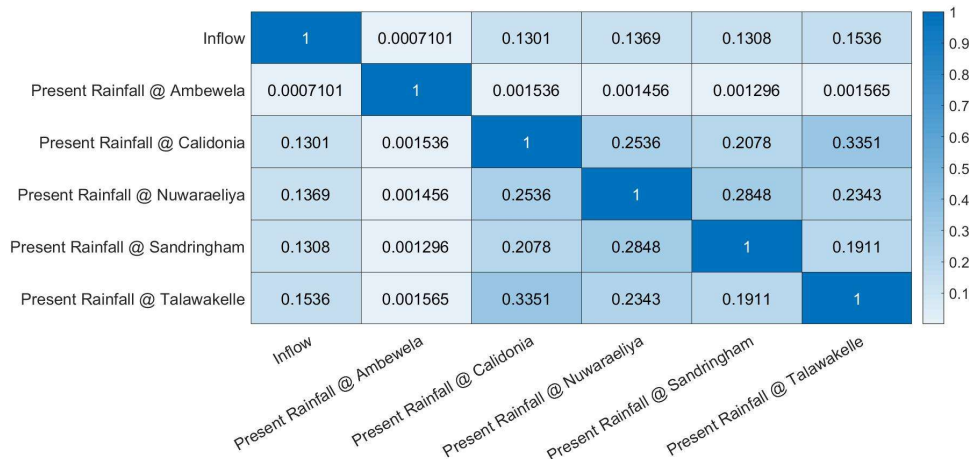 Inflow 1 0.0007101 0.1301 0.1369 0.1308 0.1536
Present Rainfall @ Ambewela 0.0007101 1 0.001536 0.001456 0.001296 0.001565
Present Rainfall @ Calidonia 0.1301 0.001536 1 0.2536 0.2078 0.3351
Present Rainfall @ Nuwaraeliya 0.1369 0.001456 0.2536 1 0.2848 0.2343
Present Rainfall @ Sandringham 0.1308 0.001296 0.2078 0.2848 1 0.1911
Present Rainfall @ Talawakelle 0.1536 0.001565 0.3351 0.2343 0.1911 1
Inflow
Present Rainfall @ Ambewela
Present Rainfall @ Calidonia
Present Rainfall @ Nuwaraeliya
Present Rainfall @ Sandringham
Present Rainfall @ Talawakelle
1
0.9
0.8
0.7
0.6
0.5
0.4
0.3
0.2
0.1